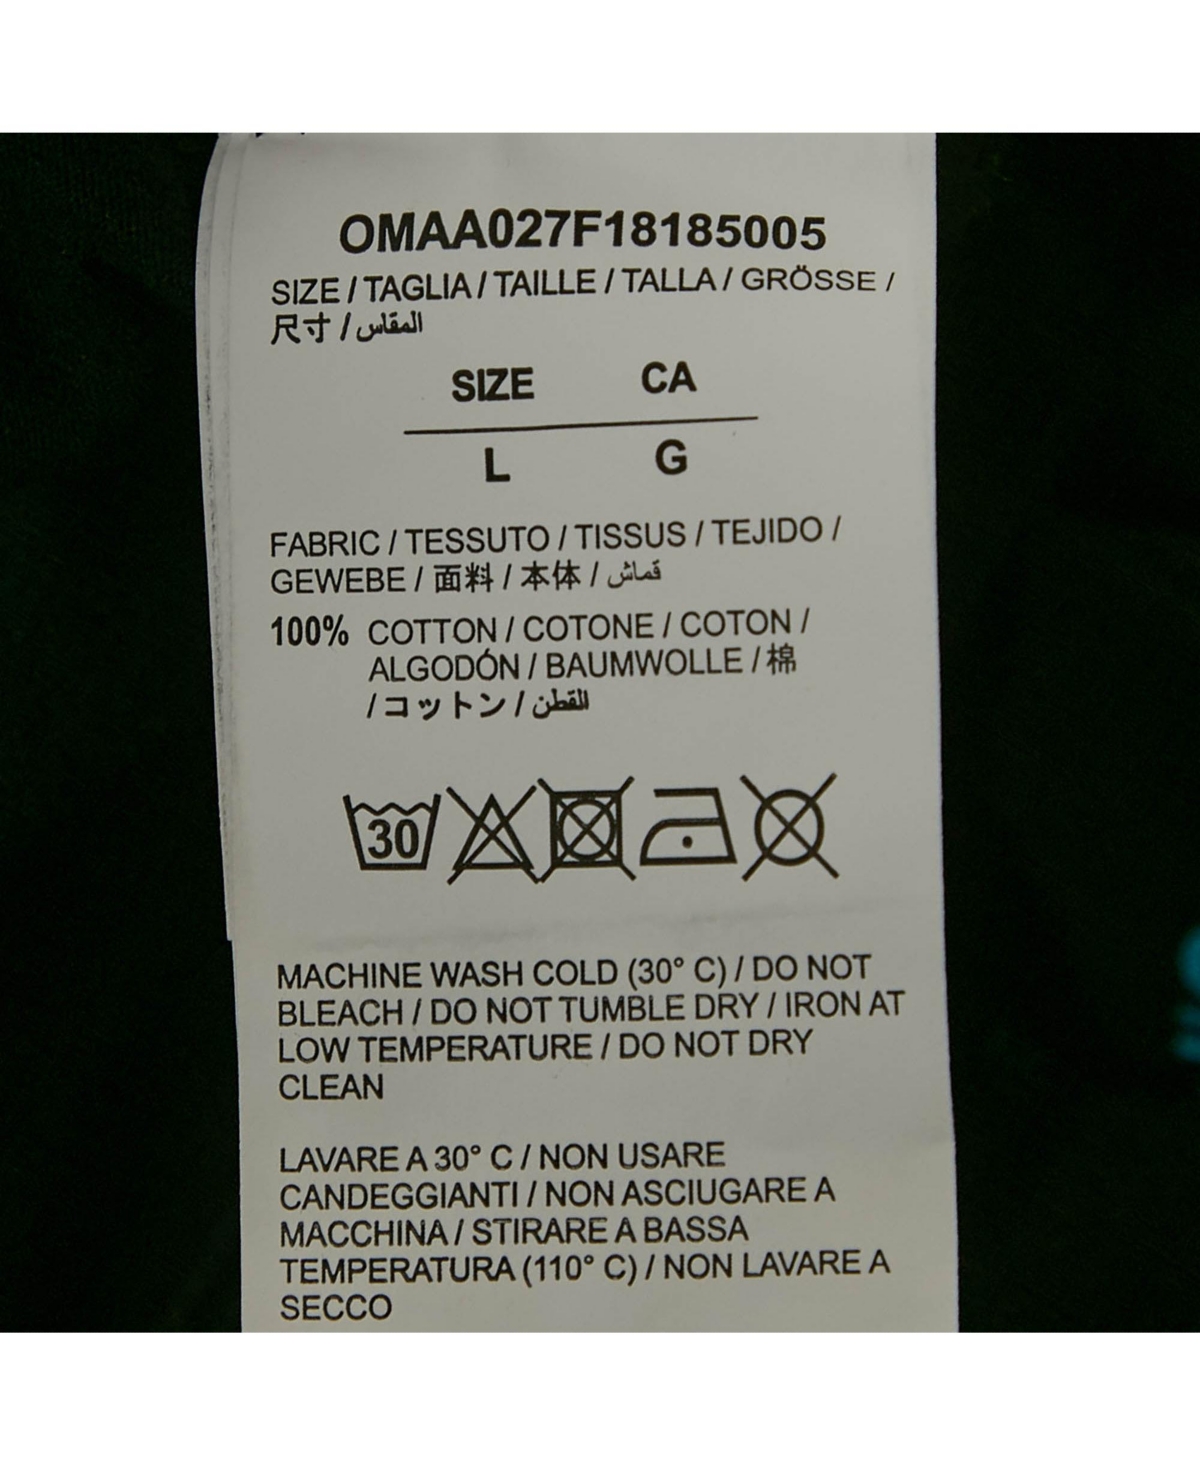 OMAA027F18185005
SIZE / TAGLIA / TAILLE / TALLA / GRÖSSE /
尺寸 / المقاس
SIZE CA
L G
FABRIC / TESSUTO / TISSUS / TEJIDO /
GEWEBE / 面料 / 本体 / قماش
100% COTTON / COTONE / COTON /
ALGODÓN / BAUMWOLLE / 棉
/ コットン / القطن
30
MACHINE WASH COLD (30° C) / DO NOT
BLEACH / DO NOT TUMBLE DRY / IRON AT
LOW TEMPERATURE / DO NOT DRY
CLEAN
LAVARE A 30° C / NON USARE
CANDEGGIANTI / NON ASCIUGARE A
MACCHINA / STIRARE A BASSA
TEMPERATURA (110° C) / NON LAVARE A
SECCO